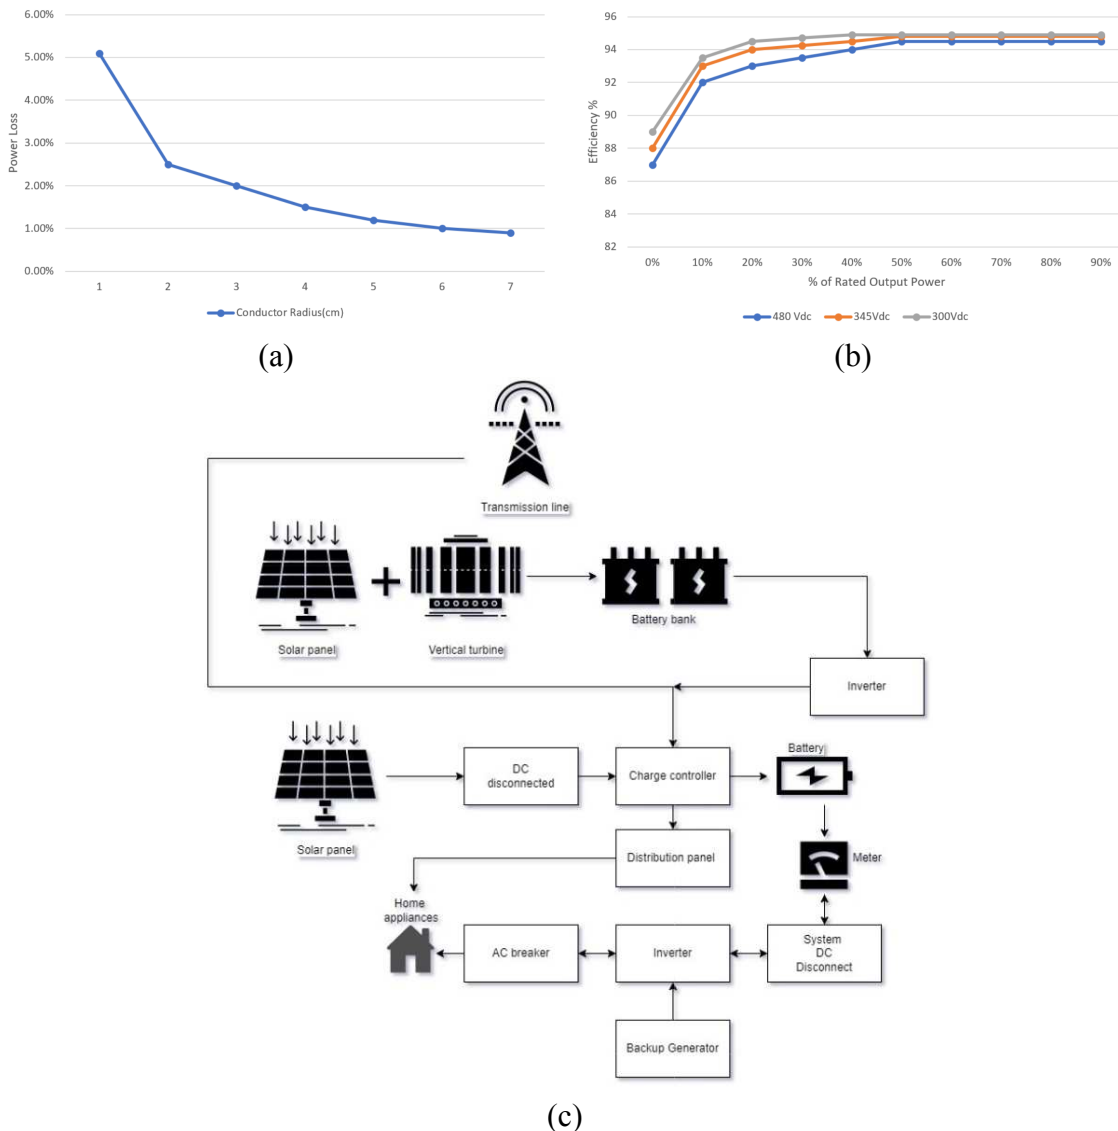 6.00%
5.00%
4.00%
3.00%
2.00%
1.00%
0.00%
Power Loss
1 2 3 4 5 6 7
Conductor Radius(cm)
(a)
96
94
92
90
88
86
84
82
Efficiency %
0% 10% 20% 30% 40% 50% 60% 70% 80% 90%
% of Rated Output Power
480 Vdc 345Vdc 300Vdc
(b)
Transmission line
Solar panel
Vertical turbine
Battery bank
Inverter
Solar panel
DC
disconnected
Charge controller
Battery
Distribution panel
Meter
Home
appliances
AC breaker
Inverter
System
DC
Disconnect
Backup Generator
(c)